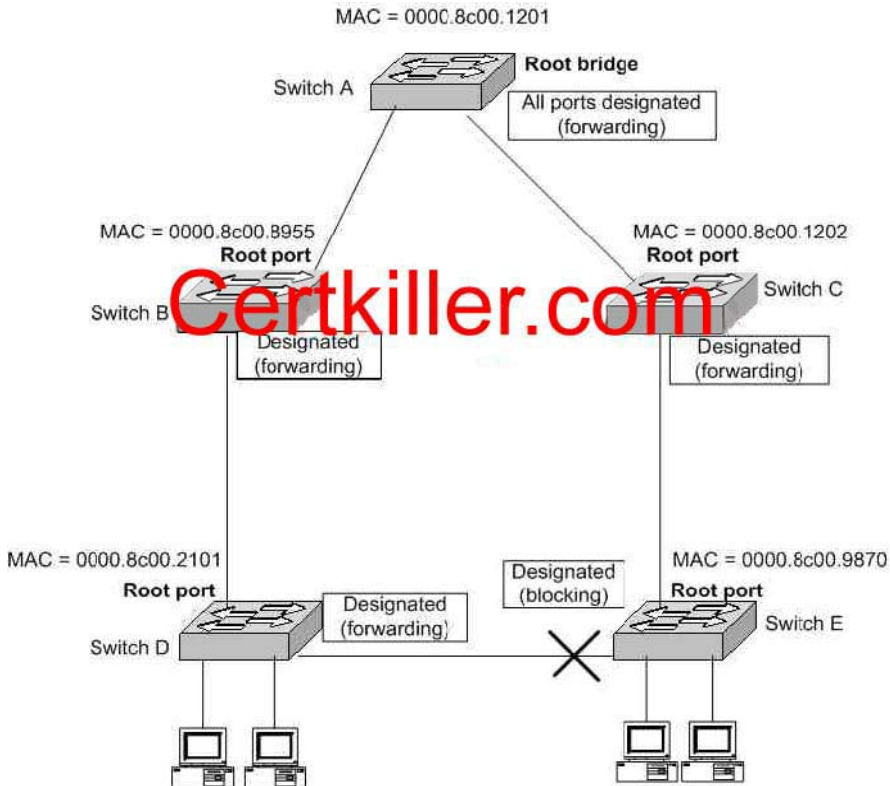 MAC = 0000.8c00.1201
Root bridge
Switch A
All ports designated
(forwarding)
MAC = 0000.8c00.8955
Root port
MAC = 0000.8c00.1202
Root port
Switch B
Certkiller.com
Switch C
Designated
(forwarding)
Designated
(forwarding)
MAC = 0000.8c00.2101
Root port
Designated
(forwarding)
Designated
(blocking)
MAC = 0000.8c00.9870
Root port
Switch D
Switch E